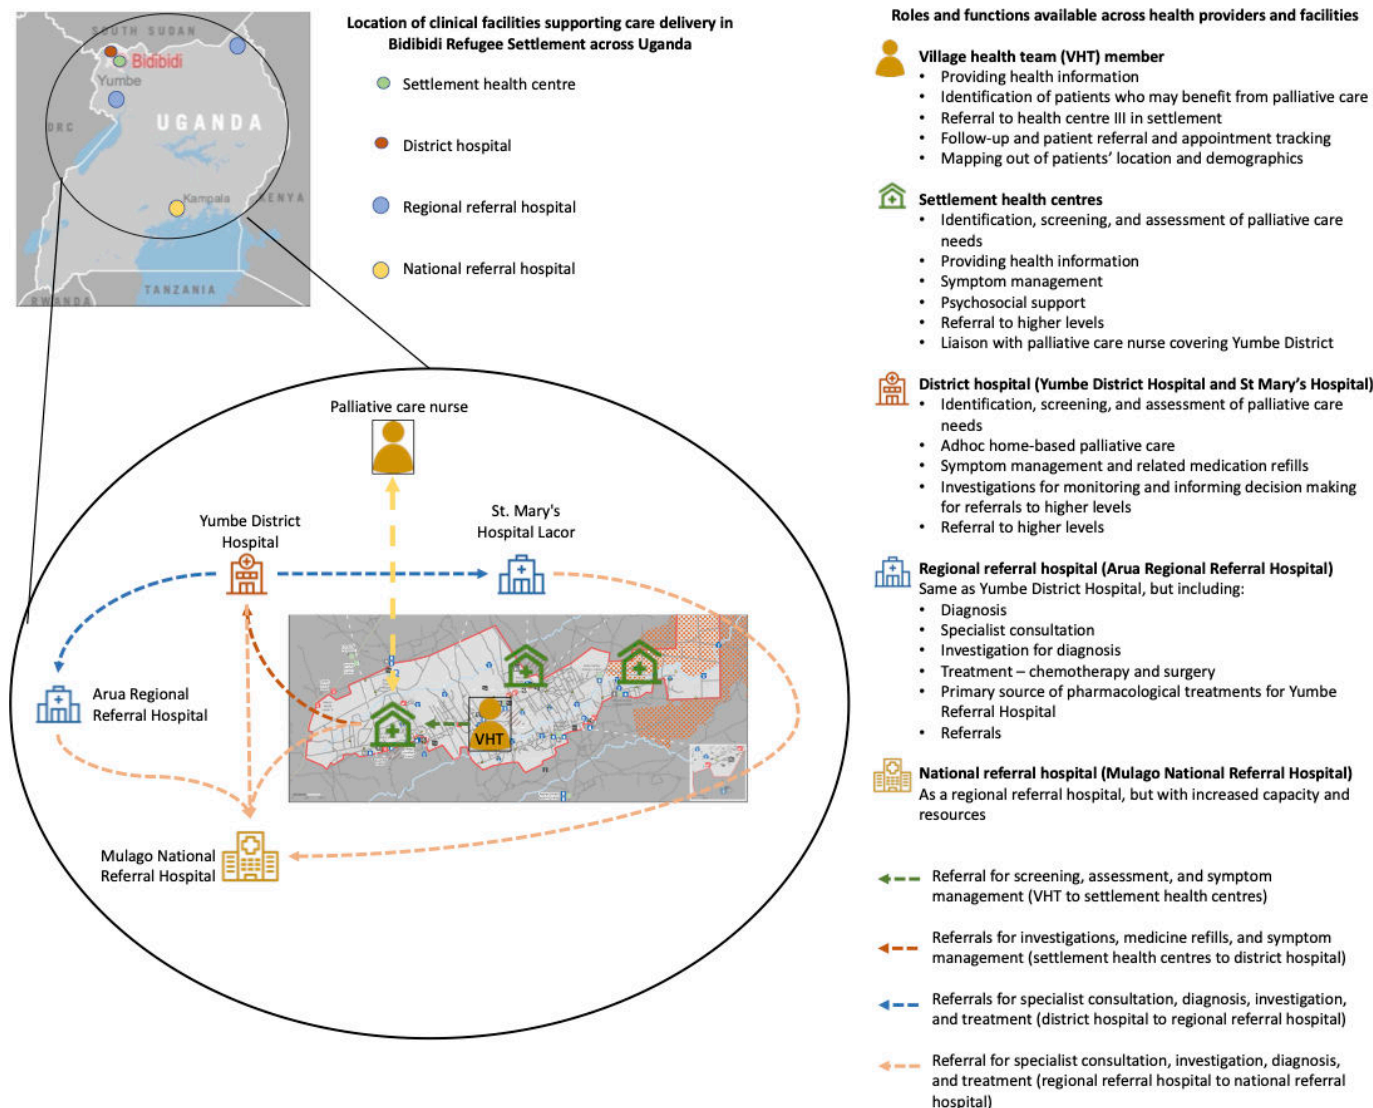 SOUTH SUDAN
Bidibidi
Yumbe
DRC
UGANDA
Kampala
KENYA
TANZANIA
RWANDA
Location of clinical facilities supporting care delivery in
Bidibidi Refugee Settlement across Uganda
Settlement health centre
District hospital
Regional referral hospital
National referral hospital
Palliative care nurse
Yumbe District
Hospital
St. Mary's
Hospital Lacor
Arua Regional
Referral Hospital
VHT
Mulago National
Referral Hospital
Roles and functions available across health providers and facilities
Village health team (VHT) member
• Providing health information
• Identification of patients who may benefit from palliative care
• Referral to health centre III in settlement
• Follow-up and patient referral and appointment tracking
• Mapping out of patients' location and demographics
Settlement health centres
• Identification, screening, and assessment of palliative care
needs
• Providing health information
• Symptom management
• Psychosocial support
• Referral to higher levels
• Liaison with palliative care nurse covering Yumbe District
District hospital (Yumbe District Hospital and St Mary's Hospital)
• Identification, screening, and assessment of palliative care
needs
• Adhoc home-based palliative care
• Symptom management and related medication refills
• Investigations for monitoring and informing decision making
for referrals to higher levels
• Referral to higher levels
Regional referral hospital (Arua Regional Referral Hospital)
Same as Yumbe District Hospital, but including:
• Diagnosis
• Specialist consultation
• Investigation for diagnosis
• Treatment – chemotherapy and surgery
• Primary source of pharmacological treatments for Yumbe
Referral Hospital
• Referrals
National referral hospital (Mulago National Referral Hospital)
As a regional referral hospital, but with increased capacity and
resources
Referral for screening, assessment, and symptom
management (VHT to settlement health centres)
Referrals for investigations, medicine refills, and symptom
management (settlement health centres to district hospital)
Referrals for specialist consultation, diagnosis, investigation,
and treatment (district hospital to regional referral hospital)
Referral for specialist consultation, investigation, diagnosis,
and treatment (regional referral hospital to national referral
hospital)